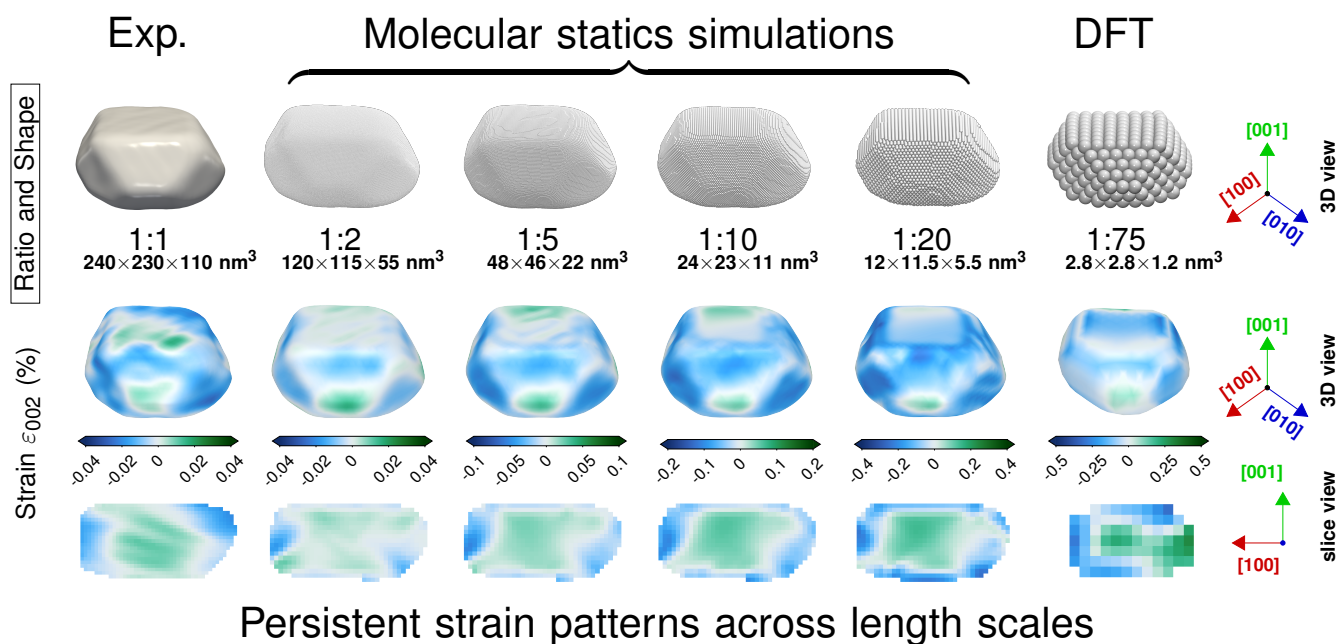 Exp.
Molecular statics simulations
DFT
Ratio and Shape
[001]
[100]
[010]
3D view
1:1
1:2
1:5
1:10
1:20
1:75
240×230×110 nm³
120×115×55 nm³
48×46×22 nm³
24×23×11 nm³
12×11.5×5.5 nm³
2.8×2.8×1.2 nm³
Strain ε002 (%)
[001]
[100]
[010]
3D view
-0.04 -0.02 0 0.02 0.04
-0.04 -0.02 0 0.02 0.04
-0.1 -0.05 0 0.05 0.1
-0.2 -0.1 0 0.1 0.2
-0.4 -0.2 0 0.2 0.4
-0.5 -0.25 0 0.25 0.5
[001]
[100]
slice view
Persistent strain patterns across length scales